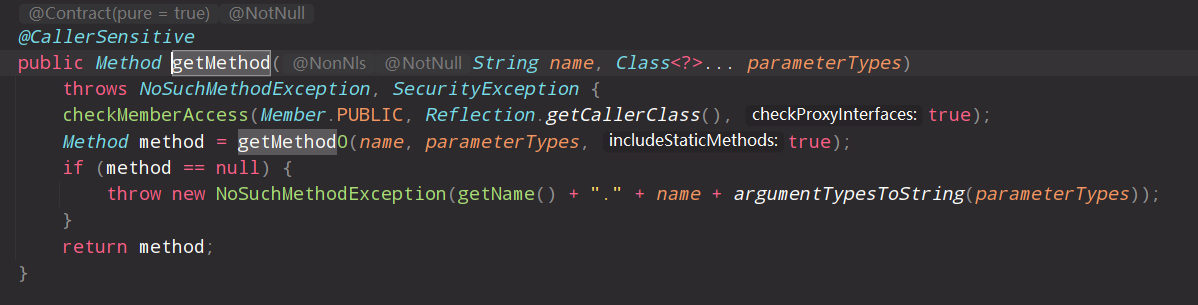 @Contract(pure = true) @NotNull
@CallerSensitive
public Method getMethod( @NonNls @NotNull String name, Class<?>... parameterTypes)
throws NoSuchMethodException, SecurityException {
checkMemberAccess(Member.PUBLIC, Reflection.getCallerClass(), checkProxyInterfaces: true);
Method method = getMethod0(name, parameterTypes, includeStaticMethods: true);
if (method == null) {
throw new NoSuchMethodException(getName() + "." + name + argumentTypesToString(parameterTypes));
}
return method;
}